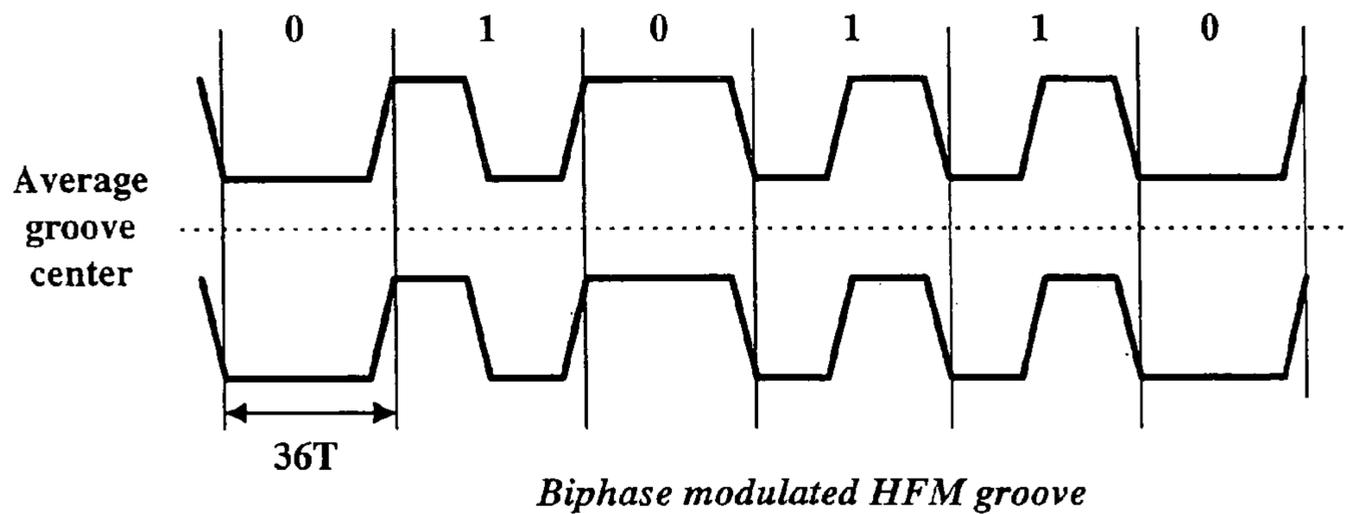 0 1 0 1 1 0
Average
groove
center
36T
Biphase modulated HFM groove